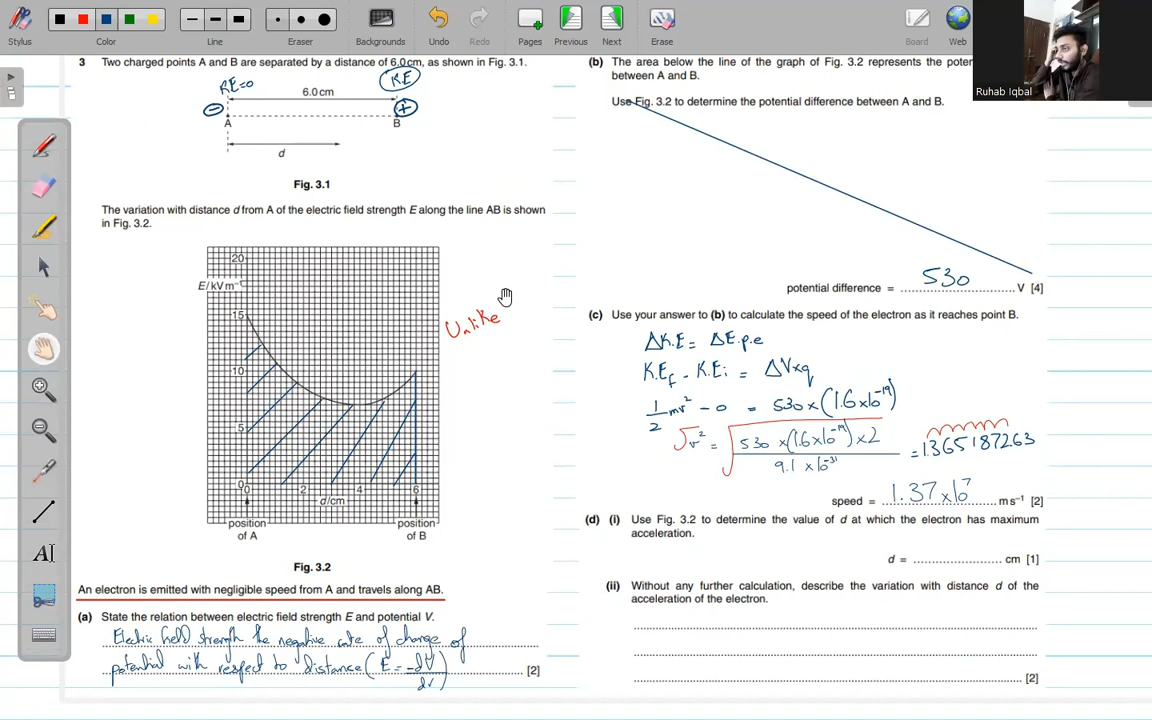 Stylus
Color
Line
Eraser
Backgrounds
Undo
Redo
Pages
Previous
Next
Erase
Board
Web
Ruhab Iqbal
3 Two charged points A and B are separated by a distance of 6.0cm, as shown in Fig. 3.1.
KE=0
KE
6.0cm
−
+
A
B
d
Fig. 3.1
The variation with distance d from A of the electric field strength E along the line AB is shown
in Fig. 3.2.
20
E/kVm⁻¹
15
10
5
0
0 2 4 6
d/cm
position
of A
position
of B
Unlike
Fig. 3.2
An electron is emitted with negligible speed from A and travels along AB.
(a) State the relation between electric field strength E and potential V.
Electric field strength the negative rate of change of
potential with respect to distance (E = -dV/dr)
[2]
(b) The area below the line of the graph of Fig. 3.2 represents the poten
between A and B.
Use Fig. 3.2 to determine the potential difference between A and B.
potential difference = 530 V [4]
(c) Use your answer to (b) to calculate the speed of the electron as it reaches point B.
ΔK.E = ΔE.p.e
K.Ef - K.Ei = ΔV×q
1/2 mv² - 0 = 530 × (1.6×10⁻¹⁹)
√v² = √530 × (1.6×10⁻¹⁹) × 2 / 9.1 × 10⁻³¹ = 1365187263
speed = 1.37 × 10⁷ ms⁻¹ [2]
(d) (i) Use Fig. 3.2 to determine the value of d at which the electron has maximum
acceleration.
d = ........................ cm [1]
(ii) Without any further calculation, describe the variation with distance d of the
acceleration of the electron.
[2]